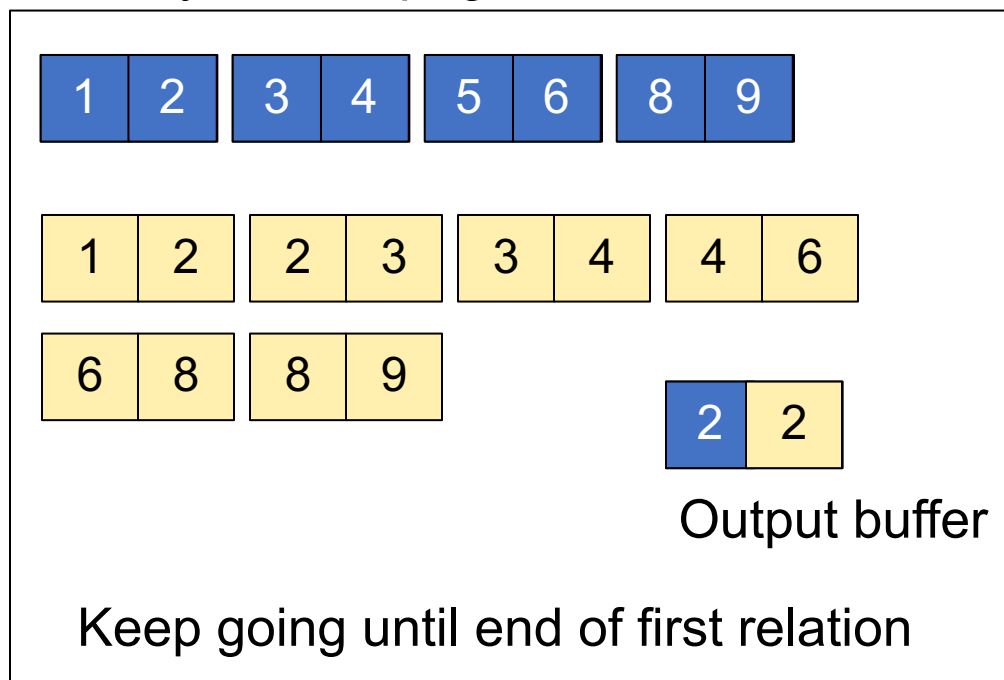 1 2 3 4 5 6 8 9
1 2 2 3 3 4 4 6
6 8 8 9
2 2
Output buffer
Keep going until end of first relation